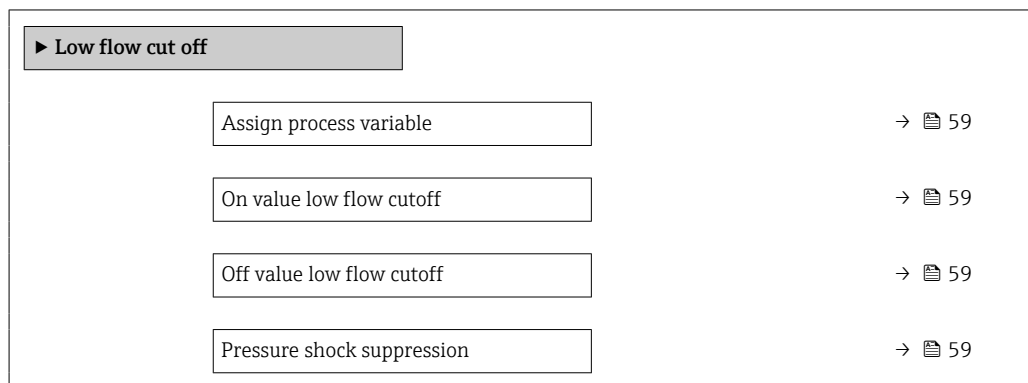 ▶ Low flow cut off
Assign process variable → 🖹 59
On value low flow cutoff → 🖹 59
Off value low flow cutoff → 🖹 59
Pressure shock suppression → 🖹 59